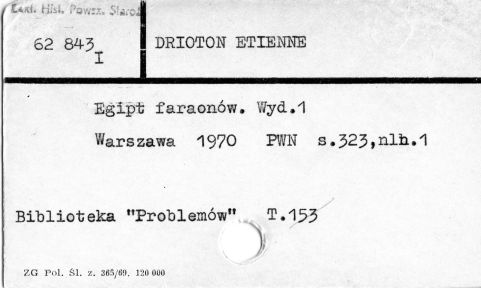 Zakł. Hist. Powsz. Staroż
62 843 I
DRIOTON ETIENNE
Egipt faraonów. Wyd.1
Warszawa 1970 PWN s.323,nlb.1
Biblioteka "Problemów" T.153
ZG Pol. Śl. z. 365/69. 120 000